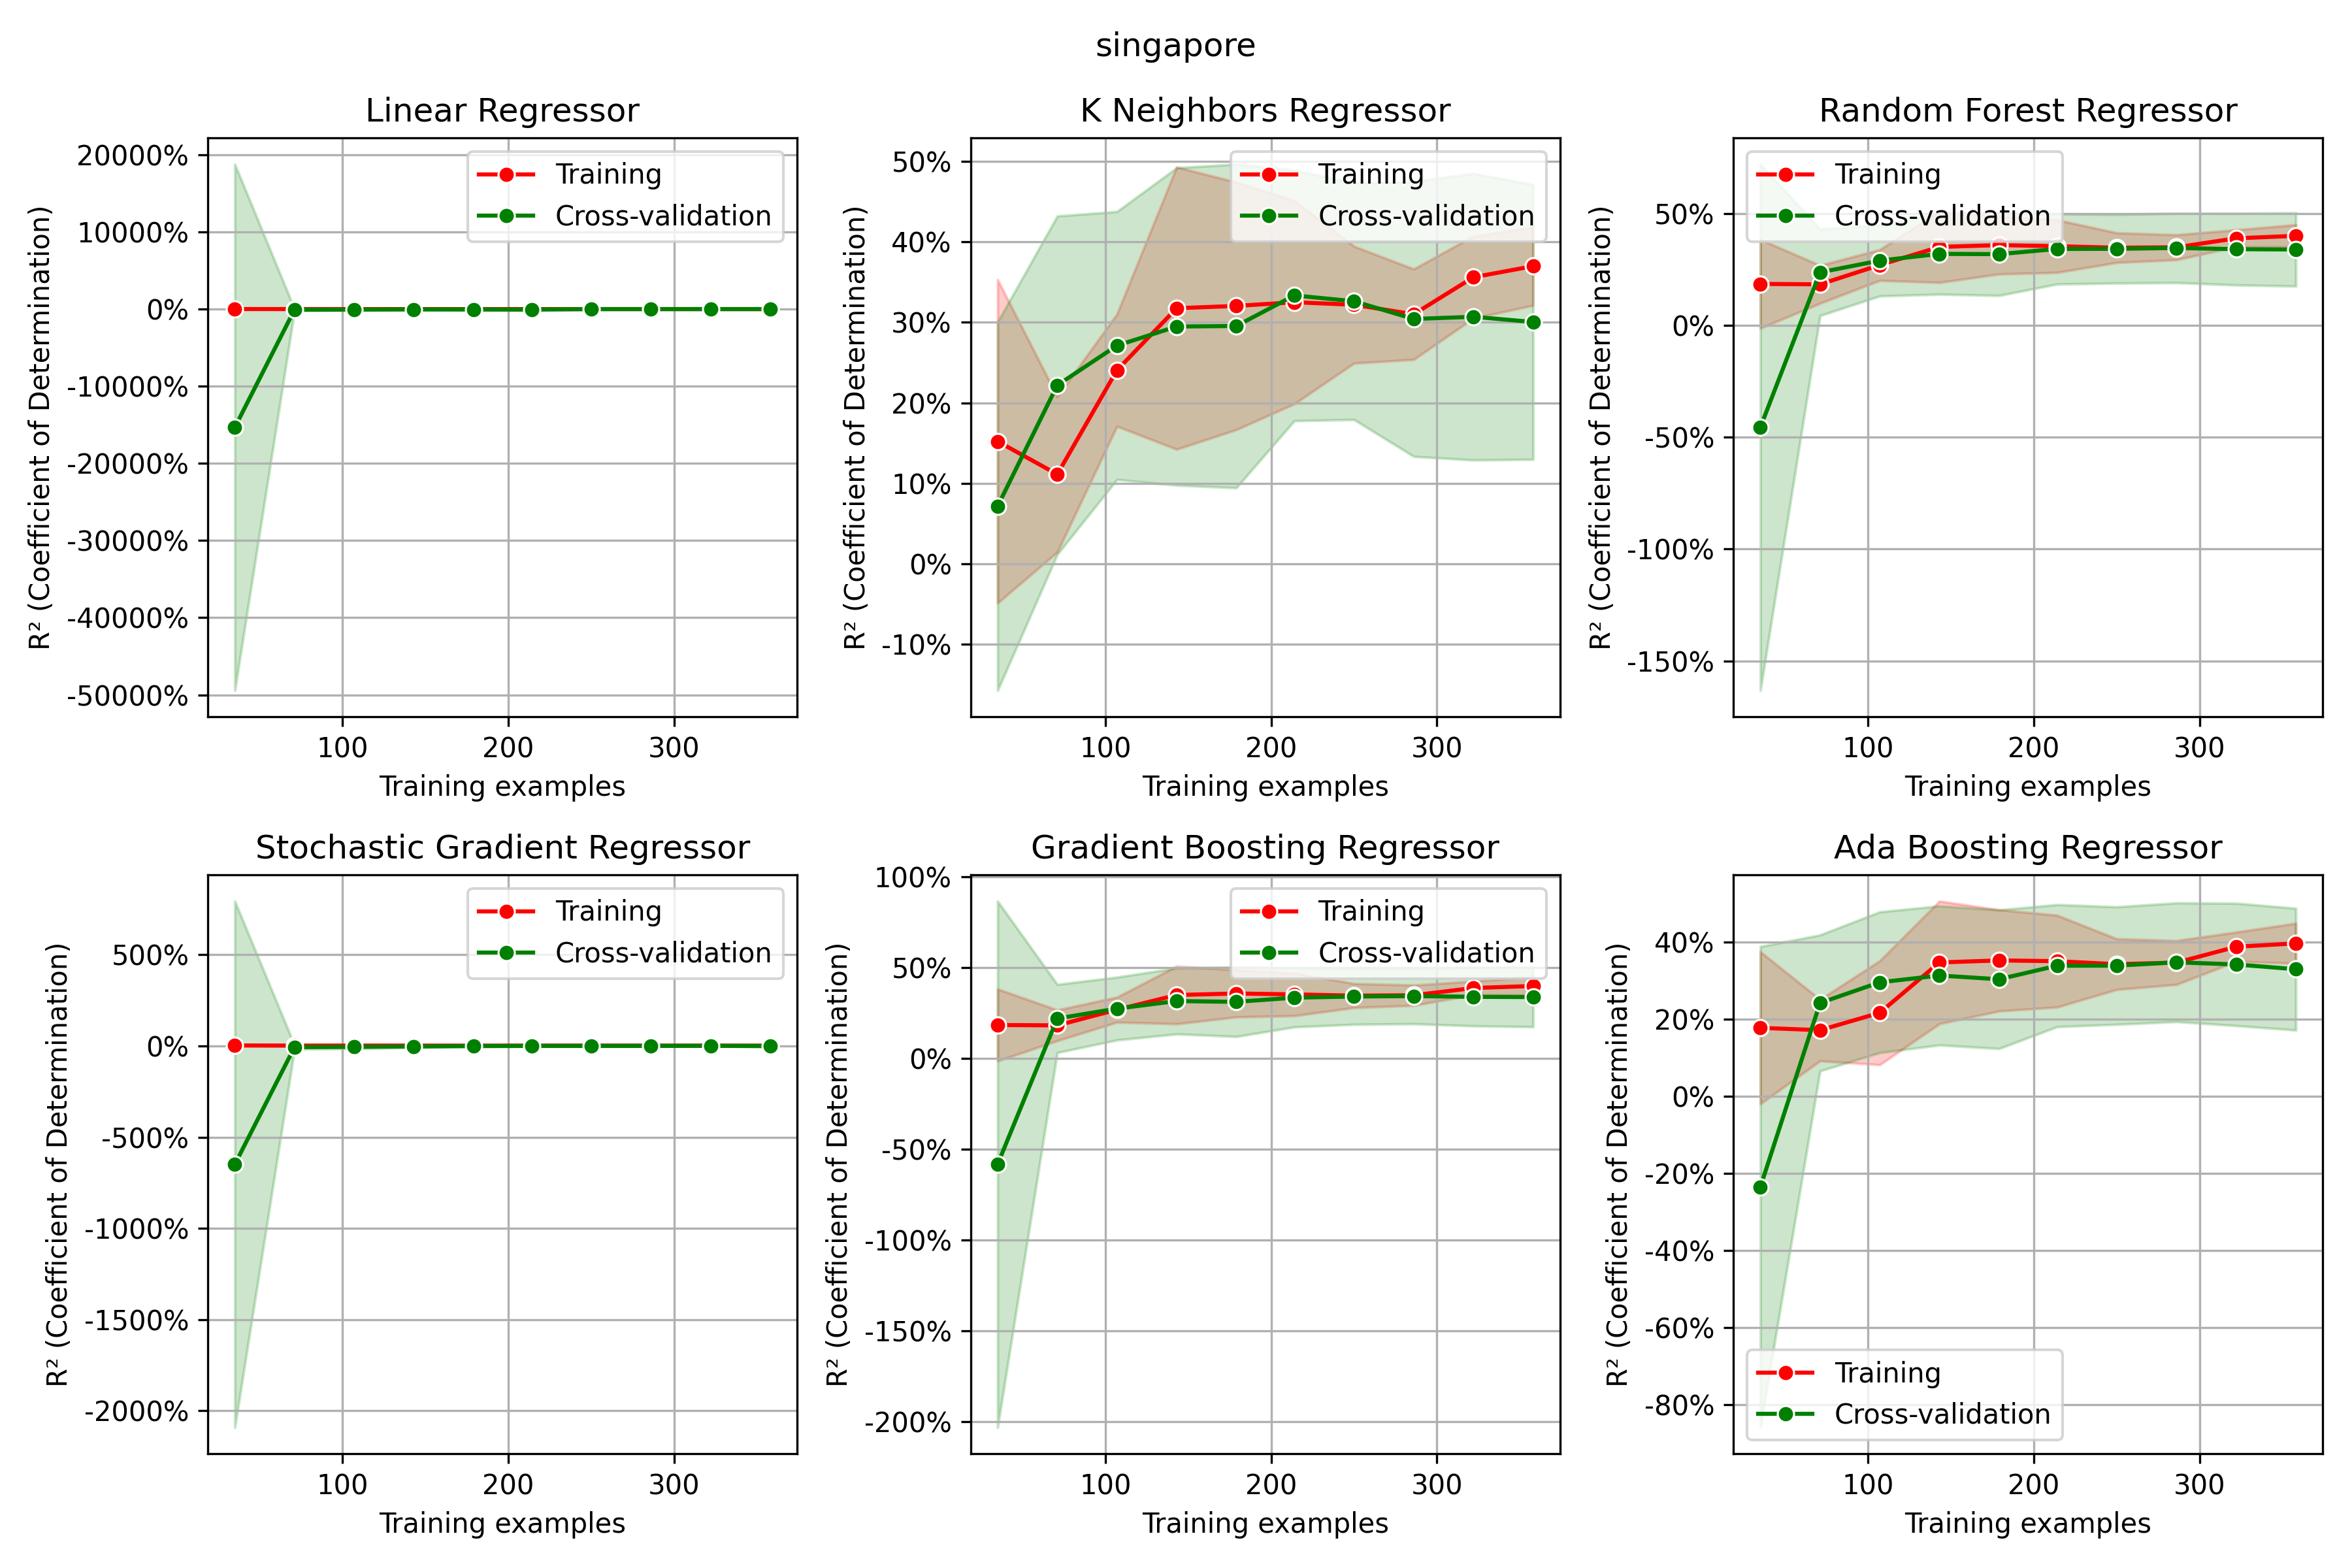 singapore
Linear Regressor
R² (Coefficient of Determination)
20000%
10000%
0%
-10000%
-20000%
-30000%
-40000%
-50000%
Training
Cross-validation
100 200 300
Training examples
K Neighbors Regressor
R² (Coefficient of Determination)
50%
40%
30%
20%
10%
0%
-10%
Training
Cross-validation
100 200 300
Training examples
Random Forest Regressor
R² (Coefficient of Determination)
50%
0%
-50%
-100%
-150%
Training
Cross-validation
100 200 300
Training examples
Stochastic Gradient Regressor
R² (Coefficient of Determination)
500%
0%
-500%
-1000%
-1500%
-2000%
Training
Cross-validation
100 200 300
Training examples
Gradient Boosting Regressor
R² (Coefficient of Determination)
100%
50%
0%
-50%
-100%
-150%
-200%
Training
Cross-validation
100 200 300
Training examples
Ada Boosting Regressor
R² (Coefficient of Determination)
40%
20%
0%
-20%
-40%
-60%
-80%
Training
Cross-validation
100 200 300
Training examples